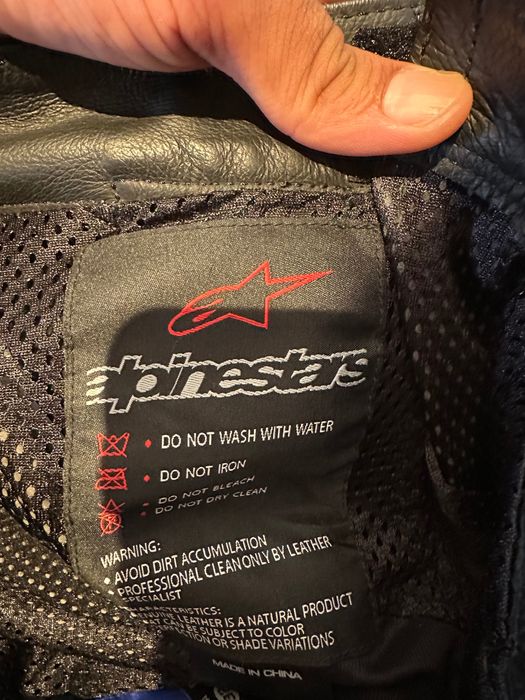 alpinestars
• DO NOT WASH WITH WATER
• DO NOT IRON
- DO NOT BLEACH
• DO NOT DRY CLEAN
WARNING:
• AVOID DIRT ACCUMULATION
• PROFESSIONAL CLEAN ONLY BY LEATHER
SPECIALIST
CHARACTERISTICS:
LEATHER IS A NATURAL PRODUCT
SUBJECT TO COLOR
OR SHADE VARIATIONS
MADE IN CHINA